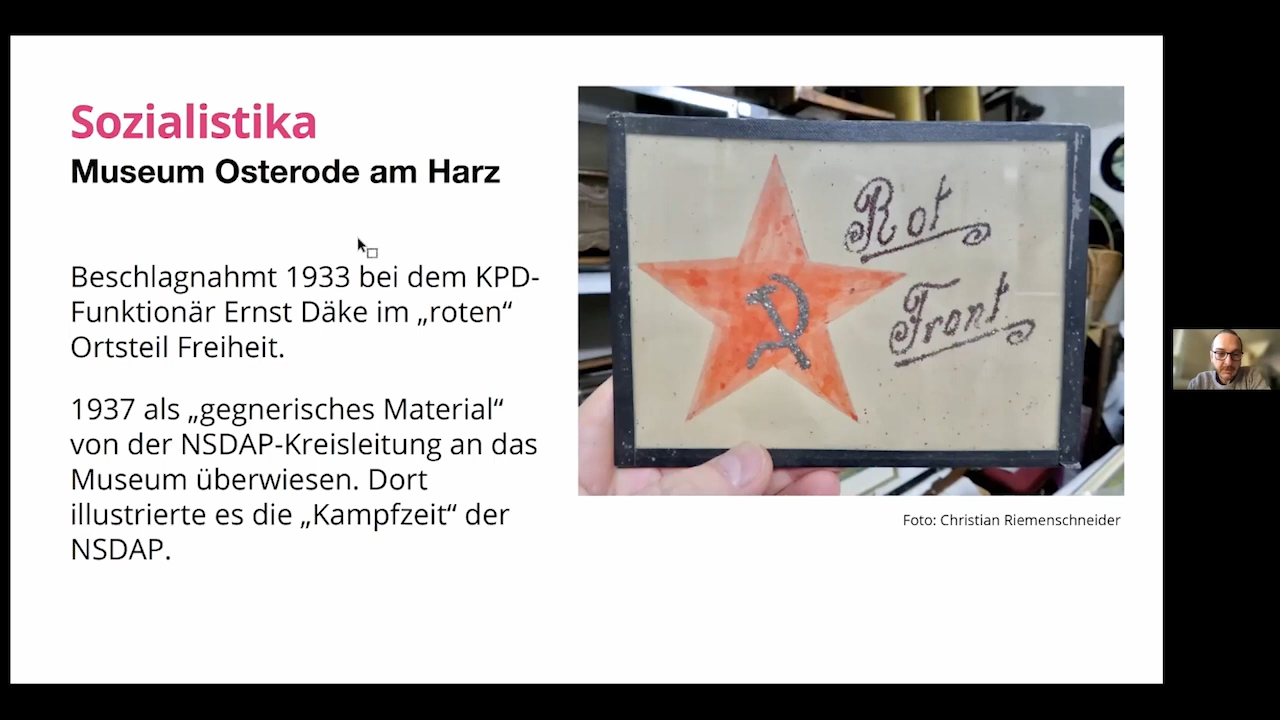 Sozialistika
Museum Osterode am Harz
Beschlagnahmt 1933 bei dem KPD-
Funktionär Ernst Däke im „roten“
Ortsteil Freiheit.
1937 als „gegnerisches Material“
von der NSDAP-Kreisleitung an das
Museum überwiesen. Dort
illustrierte es die „Kampfzeit“ der
NSDAP.
Rot
Front
Foto: Christian Riemenschneider